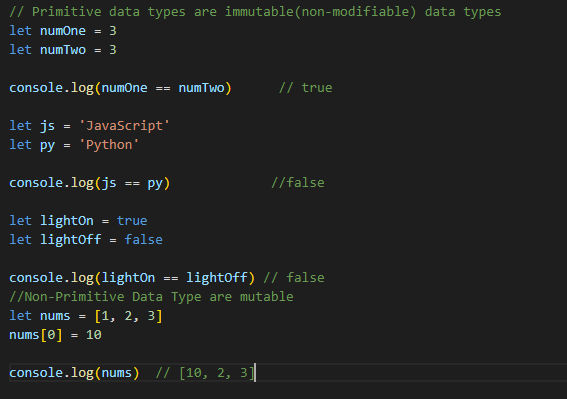 // Primitive data types are immutable(non-modifiable) data types
let numOne = 3
let numTwo = 3
console.log(numOne == numTwo)      // true
let js = 'JavaScript'
let py = 'Python'
console.log(js == py)             //false
let lightOn = true
let lightOff = false
console.log(lightOn == lightOff) // false
//Non-Primitive Data Type are mutable
let nums = [1, 2, 3]
nums[0] = 10
console.log(nums)  // [10, 2, 3]